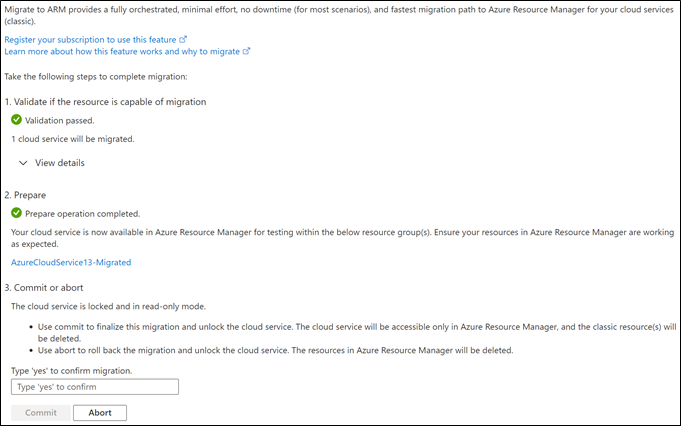 Migrate to ARM provides a fully orchestrated, minimal effort, no downtime (for most scenarios), and fastest migration path to Azure Resource Manager for your cloud services
(classic).
Register your subscription to use this feature
Learn more about how this feature works and why to migrate
Take the following steps to complete migration:
1. Validate if the resource is capable of migration
Validation passed.
1 cloud service will be migrated.
View details
2. Prepare
Prepare operation completed.
Your cloud service is now available in Azure Resource Manager for testing within the below resource group(s). Ensure your resources in Azure Resource Manager are working
as expected.
AzureCloudService13-Migrated
3. Commit or abort
The cloud service is locked and in read-only mode.
• Use commit to finalize this migration and unlock the cloud service. The cloud service will be accessible only in Azure Resource Manager, and the classic resource(s) will
be deleted.
• Use abort to roll back the migration and unlock the cloud service. The resources in Azure Resource Manager will be deleted.
Type 'yes' to confirm migration.
Type 'yes' to confirm
Commit Abort